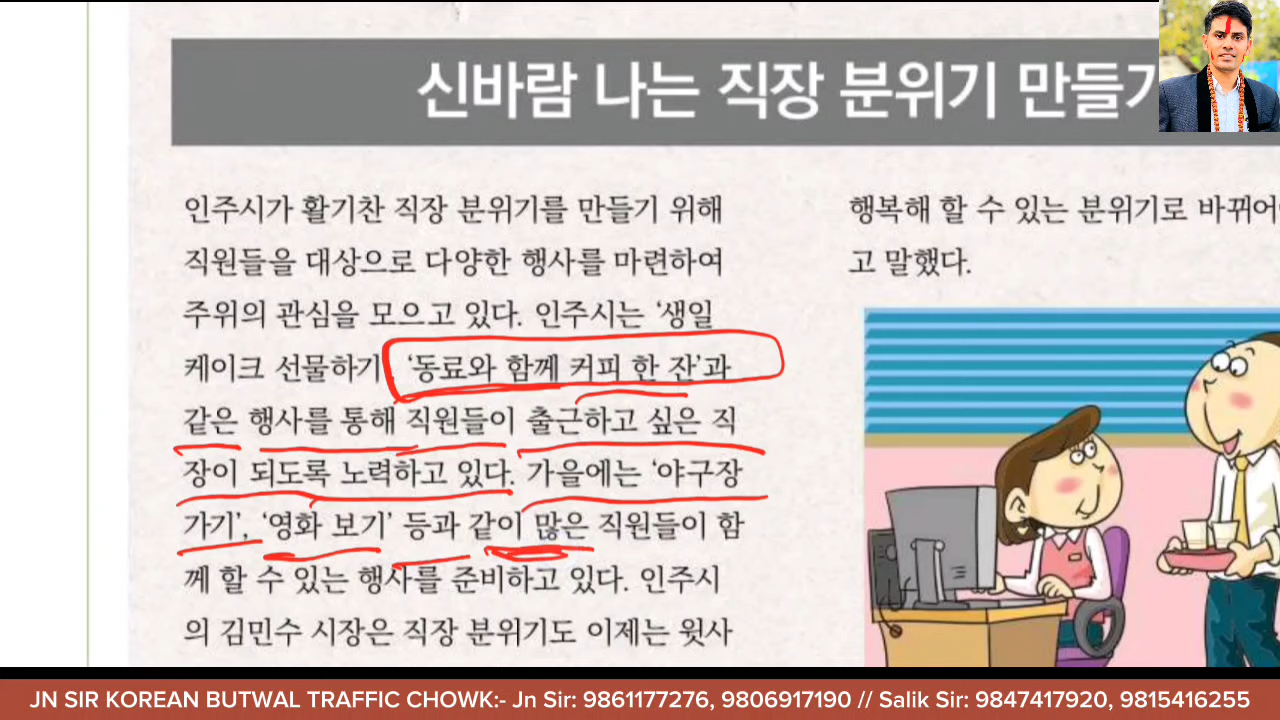 신바람 나는 직장 분위기 만들기
인주시가 활기찬 직장 분위기를 만들기 위해
직원들을 대상으로 다양한 행사를 마련하여
주위의 관심을 모으고 있다. 인주시는 ‘생일
케이크 선물하기 ‘동료와 함께 커피 한 잔’과
같은 행사를 통해 직원들이 출근하고 싶은 직
장이 되도록 노력하고 있다. 가을에는 ‘야구장
가기’, ‘영화 보기’ 등과 같이 많은 직원들이 함
께 할 수 있는 행사를 준비하고 있다. 인주시
의 김민수 시장은 직장 분위기도 이제는 윗사
행복해 할 수 있는 분위기로 바뀌어
고 말했다.
JN SIR KOREAN BUTWAL TRAFFIC CHOWK:- Jn Sir: 9861177276, 9806917190 // Salik Sir: 9847417920, 9815416255